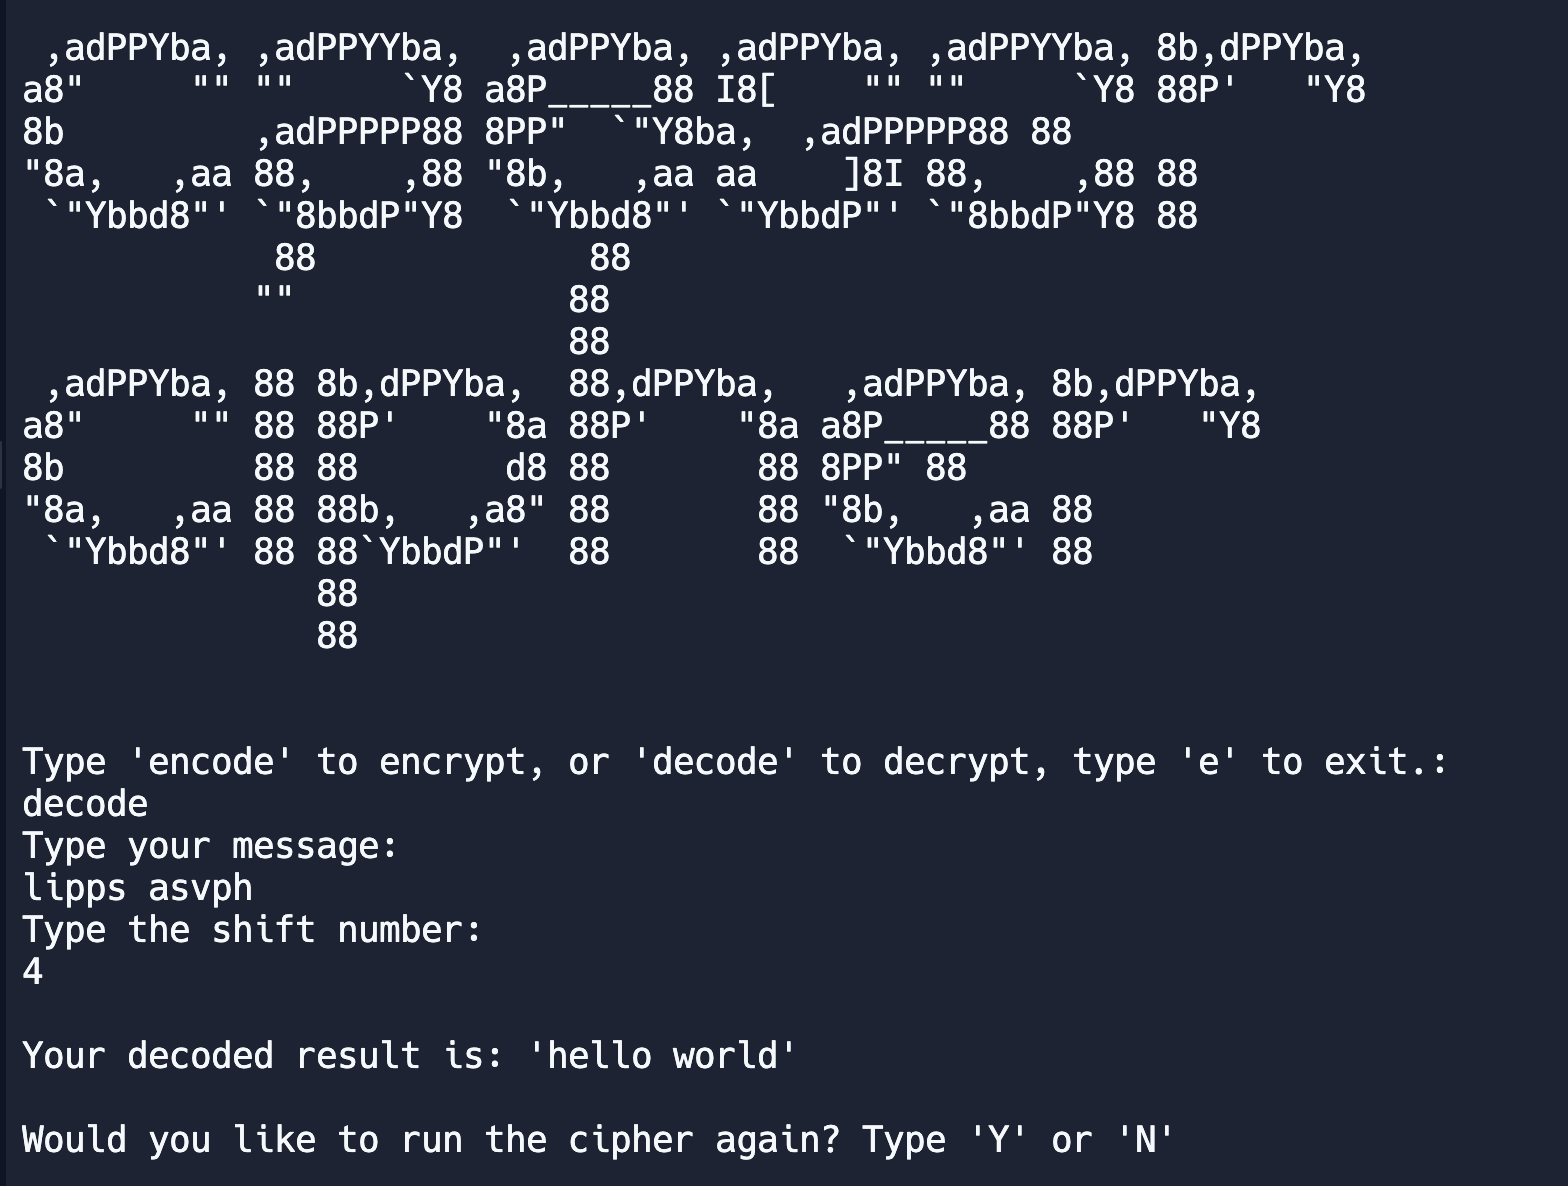 ,adPPYba, ,adPPYYba,  ,adPPYba, ,adPPYba, ,adPPYYba, 8b,dPPYba,
a8"     "" ""     `Y8 a8P_____88 I8[    "" ""     `Y8 88P'   "Y8
8b         ,adPPPPP88 8PP"  `"Y8ba,  ,adPPPPP88 88
"8a,   ,aa 88,    ,88 "8b,   ,aa aa    ]8I 88,    ,88 88
 `"Ybbd8"' `"8bbdP"Y8  `"Ybbd8"' `"YbbdP"' `"8bbdP"Y8 88
            88             88
           ""             88
                          88
 ,adPPYba, 88 8b,dPPYba,  88,dPPYba,   ,adPPYba, 8b,dPPYba,
a8"     "" 88 88P'    "8a 88P'    "8a a8P_____88 88P'   "Y8
8b         88 88       d8 88       88 8PP" 88
"8a,   ,aa 88 88b,   ,a8" 88       88 "8b,   ,aa 88
 `"Ybbd8"' 88 88`YbbdP"'  88       88  `"Ybbd8"' 88
              88
              88
Type 'encode' to encrypt, or 'decode' to decrypt, type 'e' to exit.:
decode
Type your message:
lipps asvph
Type the shift number:
4
Your decoded result is: 'hello world'
Would you like to run the cipher again? Type 'Y' or 'N'